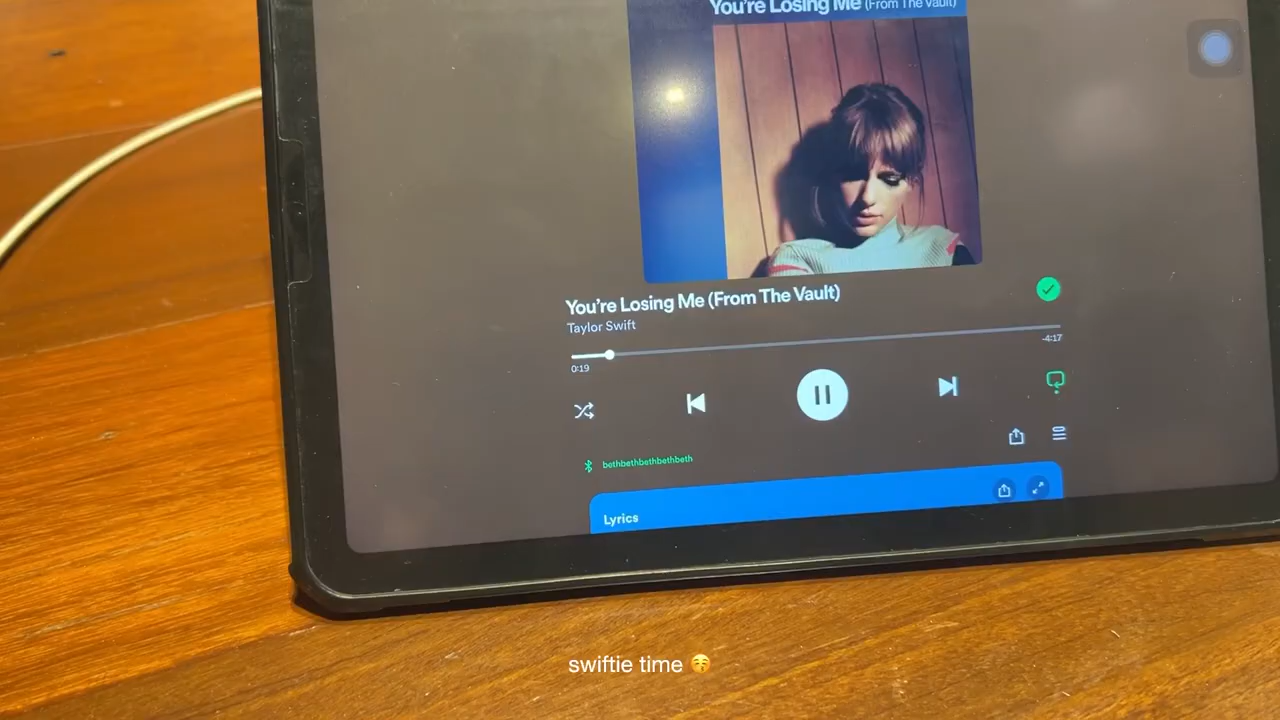 You're Losing Me (From The Vault)
You're Losing Me (From The Vault)
Taylor Swift
0:19
-4:17
bethbethbethbethbeth
Lyrics
swiftie time 😚